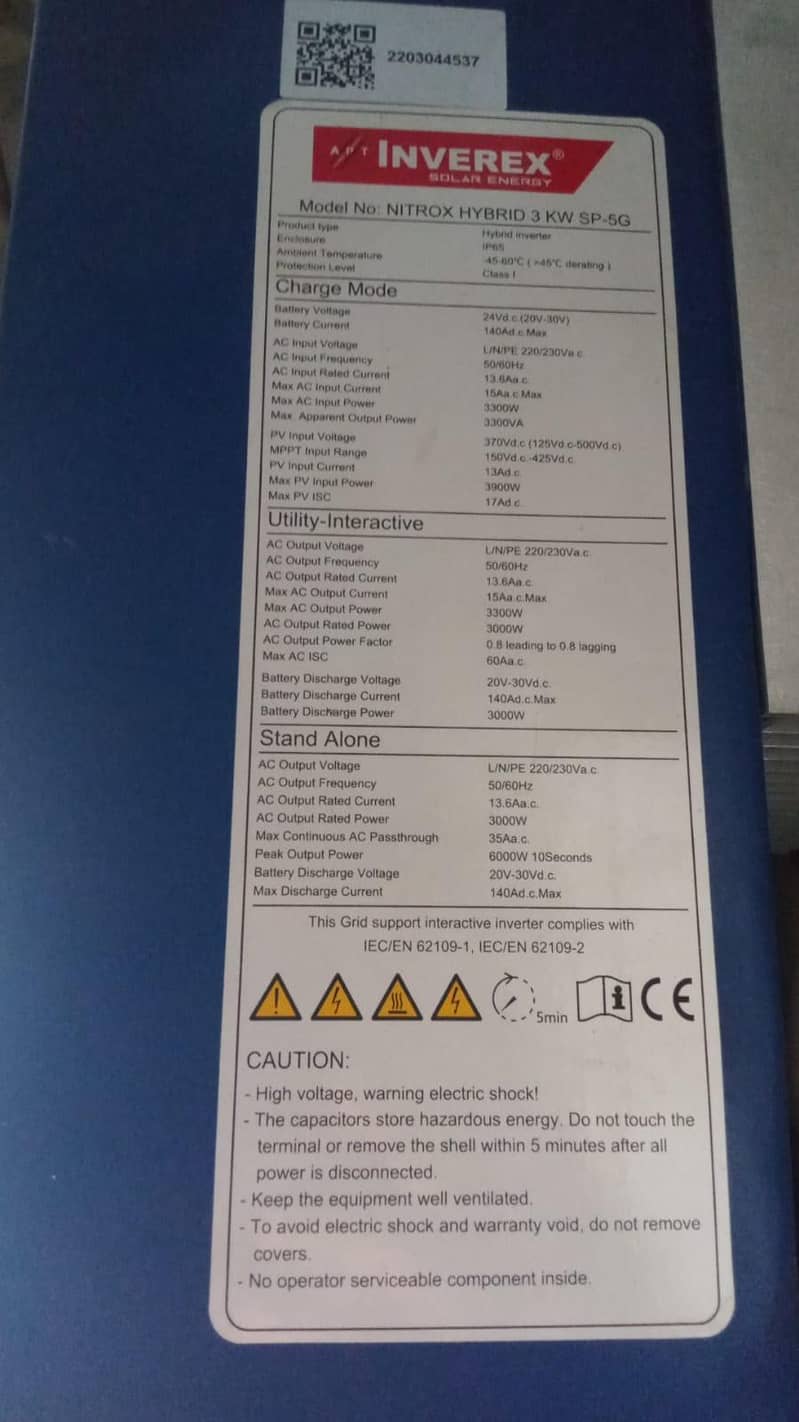 2203044537
APT INVEREX®
SOLAR ENERGY
Model No: NITROX HYBRID 3 KW SP-5G
Product type Hybrid inverter
Enclosure IP65
Ambient Temperature -45-60°C ( >45°C derating )
Protection Level Class I
Charge Mode
Battery Voltage 24Vd.c (20V-30V)
Battery Current 140Ad.c.Max
AC Input Voltage L/N/PE 220/230Va.c.
AC Input Frequency 50/60Hz
AC Input Rated Current 13.6Aa.c.
Max AC Input Current 15Aa.c.Max
Max AC Input Power 3300W
Max. Apparent Output Power 3300VA
PV Input Voltage 370Vd.c (125Vd.c-500Vd.c)
MPPT Input Range 150Vd.c.-425Vd.c.
PV Input Current 13Ad.c.
Max PV Input Power 3900W
Max PV ISC 17Ad.c.
Utility-Interactive
AC Output Voltage L/N/PE 220/230Va.c.
AC Output Frequency 50/60Hz
AC Output Rated Current 13.6Aa.c.
Max AC Output Current 15Aa.c.Max
Max AC Output Power 3300W
AC Output Rated Power 3000W
AC Output Power Factor 0.8 leading to 0.8 lagging
Max AC ISC 60Aa.c.
Battery Discharge Voltage 20V-30Vd.c.
Battery Discharge Current 140Ad.c.Max
Battery Discharge Power 3000W
Stand Alone
AC Output Voltage L/N/PE 220/230Va.c.
AC Output Frequency 50/60Hz
AC Output Rated Current 13.6Aa.c.
AC Output Rated Power 3000W
Max Continuous AC Passthrough 35Aa.c.
Peak Output Power 6000W 10Seconds
Battery Discharge Voltage 20V-30Vd.c.
Max Discharge Current 140Ad.c.Max
This Grid support interactive inverter complies with
IEC/EN 62109-1, IEC/EN 62109-2
5min CE
CAUTION:
- High voltage, warning electric shock!
- The capacitors store hazardous energy. Do not touch the
terminal or remove the shell within 5 minutes after all
power is disconnected.
- Keep the equipment well ventilated.
- To avoid electric shock and warranty void, do not remove
covers.
- No operator serviceable component inside.